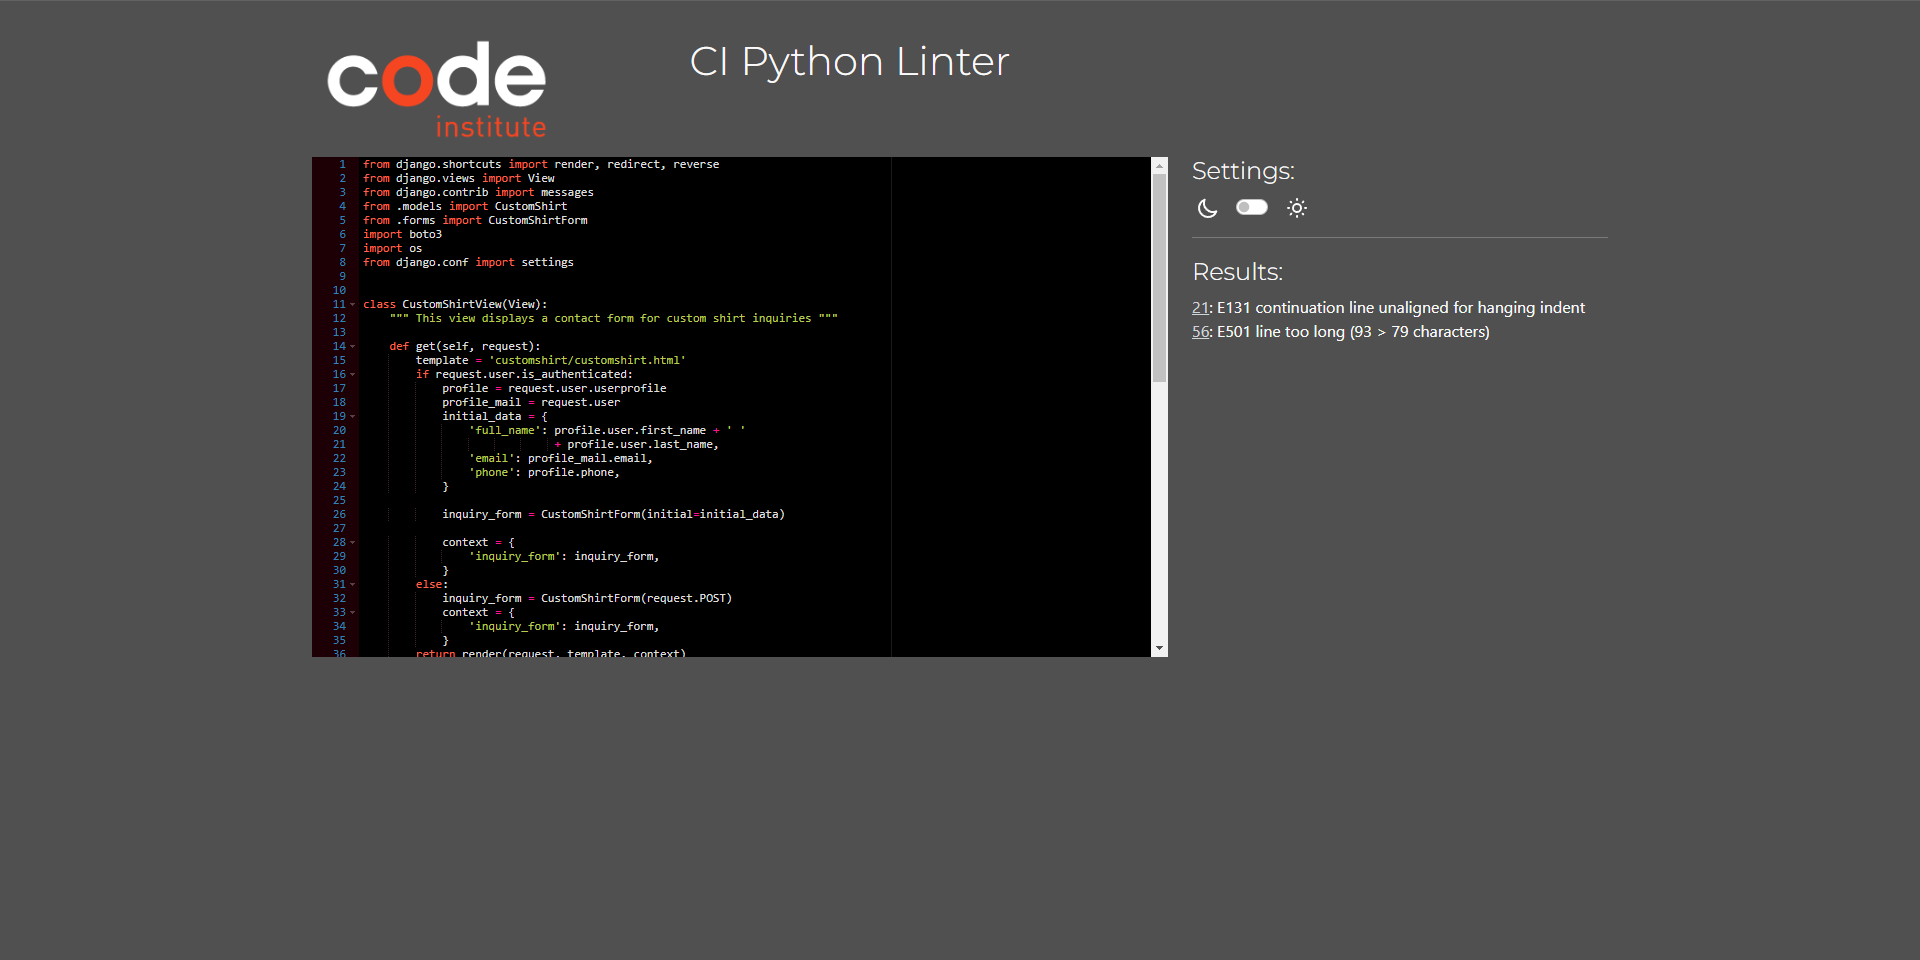 code
institute
CI Python Linter
1 from django.shortcuts import render, redirect, reverse
2 from django.views import View
3 from django.contrib import messages
4 from .models import CustomShirt
5 from .forms import CustomShirtForm
6 import boto3
7 import os
8 from django.conf import settings
9
10
11 class CustomShirtView(View):
12     """ This view displays a contact form for custom shirt inquiries """
13
14     def get(self, request):
15         template = 'customshirt/customshirt.html'
16         if request.user.is_authenticated:
17             profile = request.user.userprofile
18             profile_mail = request.user
19             initial_data = {
20                 'full_name': profile.user.first_name + ' '
21                              + profile.user.last_name,
22                 'email': profile_mail.email,
23                 'phone': profile.phone,
24             }
25
26             inquiry_form = CustomShirtForm(initial=initial_data)
27
28             context = {
29                 'inquiry_form': inquiry_form,
30             }
31         else:
32             inquiry_form = CustomShirtForm(request.POST)
33             context = {
34                 'inquiry_form': inquiry_form,
35             }
36         return render(request, template, context)
Settings:
Results:
21: E131 continuation line unaligned for hanging indent
56: E501 line too long (93 > 79 characters)